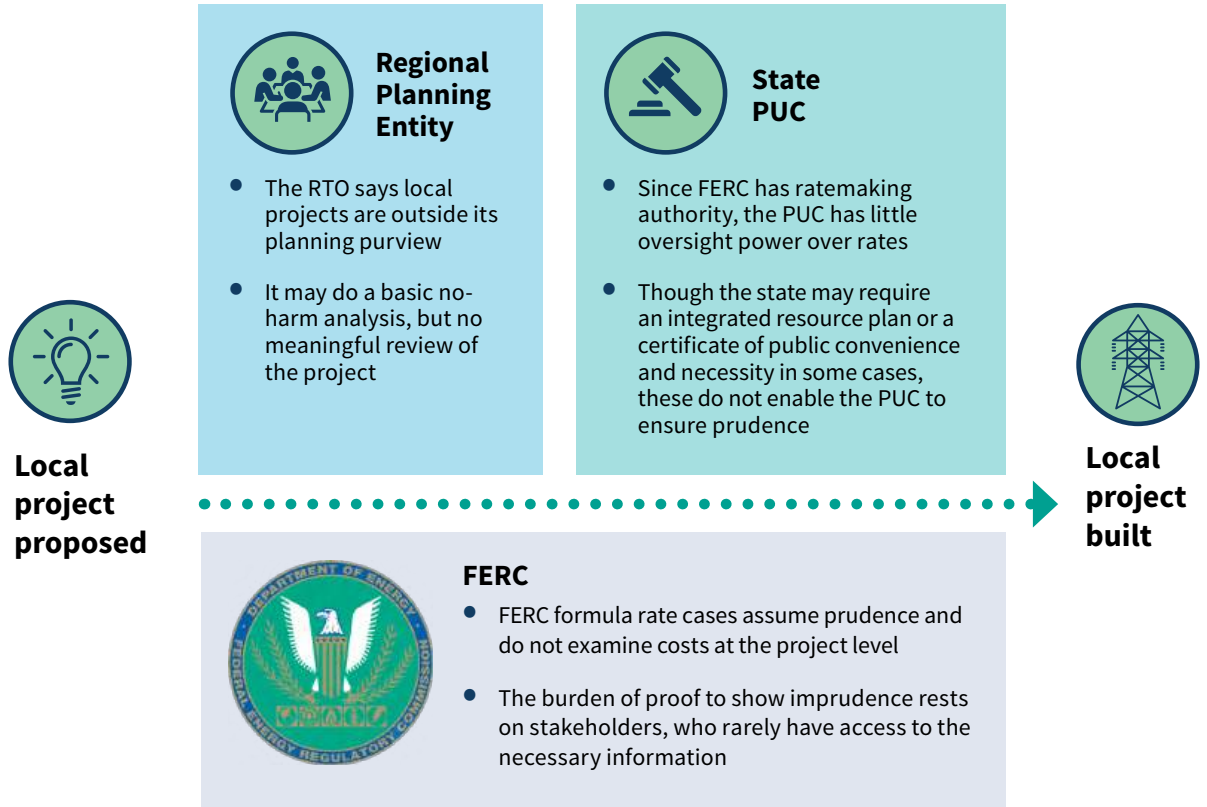 Regional
Planning
Entity
The RTO says local
projects are outside its
planning purview
It may do a basic no-
harm analysis, but no
meaningful review of
the project
State
PUC
Since FERC has ratemaking
authority, the PUC has little
oversight power over rates
Though the state may require
an integrated resource plan or a
certificate of public convenience
and necessity in some cases,
these do not enable the PUC to
ensure prudence
Local
project
proposed
Local
project
built
DEPARTMENT OF ENERGY
FEDERAL ENERGY REGULATORY COMMISSION
FERC
FERC formula rate cases assume prudence and
do not examine costs at the project level
The burden of proof to show imprudence rests
on stakeholders, who rarely have access to the
necessary information